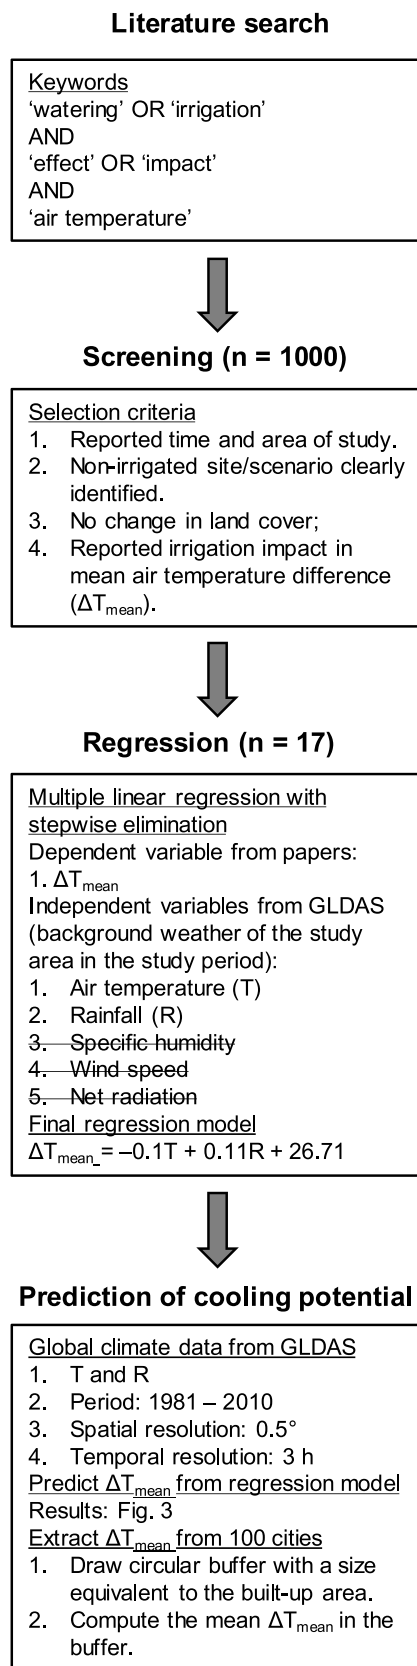 Literature search
Keywords
‘watering’ OR ‘irrigation’
AND
‘effect’ OR ‘impact’
AND
‘air temperature’
Screening (n = 1000)
Selection criteria
1. Reported time and area of study.
2. Non-irrigated site/scenario clearly
identified.
3. No change in land cover;
4. Reported irrigation impact in
mean air temperature difference
(ΔTmean).
Regression (n = 17)
Multiple linear regression with
stepwise elimination
Dependent variable from papers:
1. ΔTmean
Independent variables from GLDAS
(background weather of the study
area in the study period):
1. Air temperature (T)
2. Rainfall (R)
3. Specific humidity
4. Wind speed
5. Net radiation
Final regression model
ΔTmean = –0.1T + 0.11R + 26.71
Prediction of cooling potential
Global climate data from GLDAS
1. T and R
2. Period: 1981 – 2010
3. Spatial resolution: 0.5°
4. Temporal resolution: 3 h
Predict ΔTmean from regression model
Results: Fig. 3
Extract ΔTmean from 100 cities
1. Draw circular buffer with a size
equivalent to the built-up area.
2. Compute the mean ΔTmean in the
buffer.